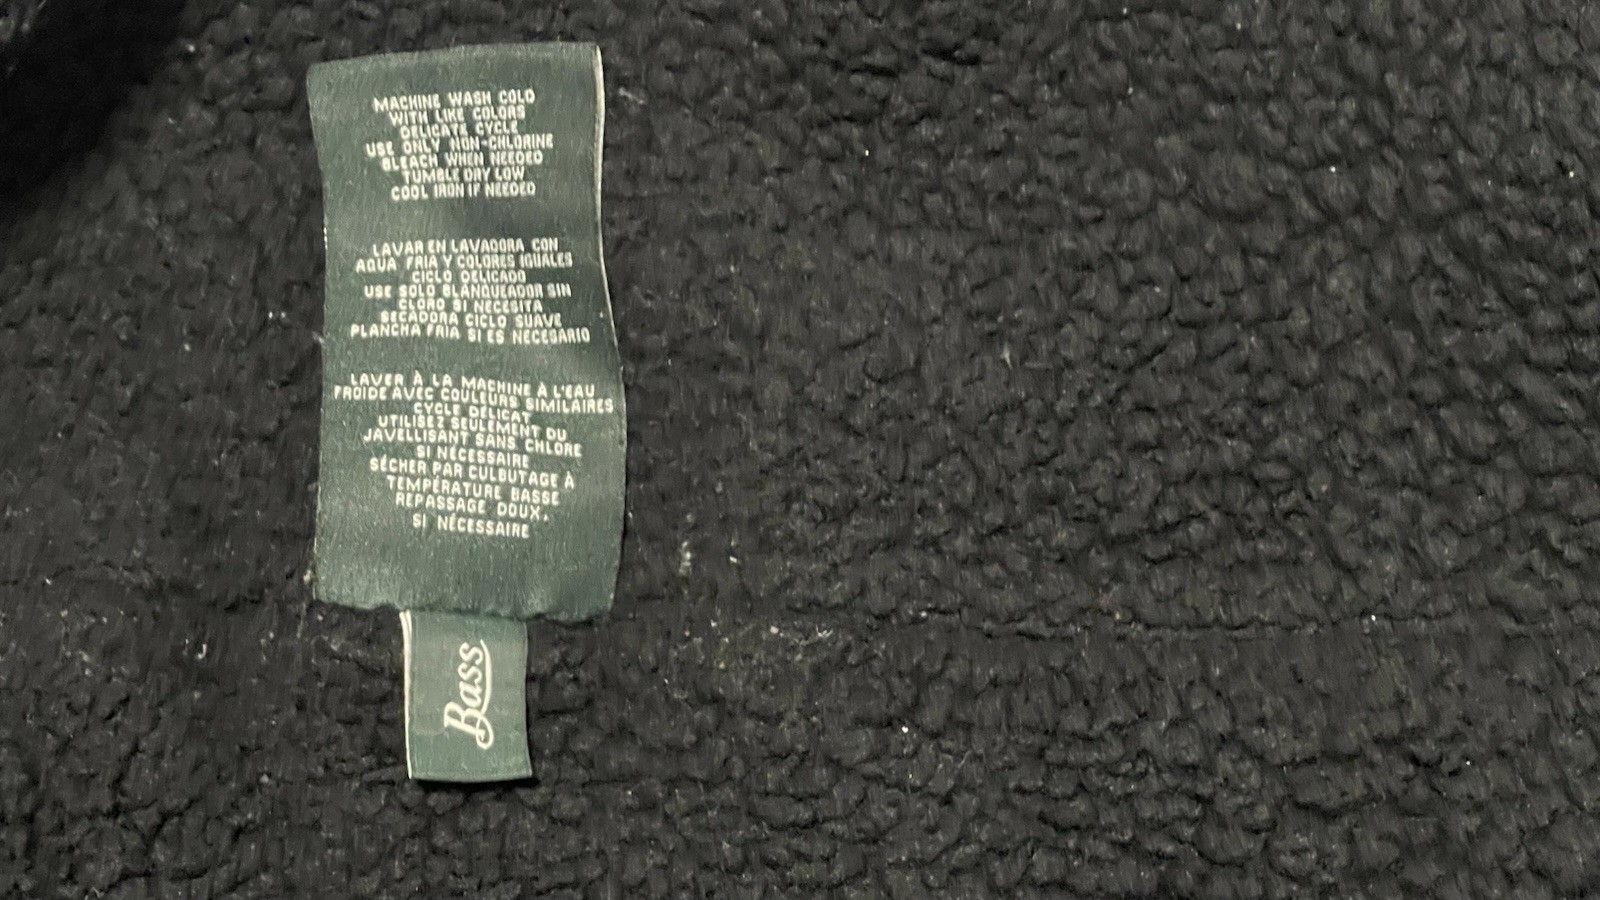 MACHINE WASH COLD
WITH LIKE COLORS
DELICATE CYCLE
USE ONLY NON-CHLORINE
BLEACH WHEN NEEDED
TUMBLE DRY LOW
COOL IRON IF NEEDED
LAVAR EN LAVADORA CON
AQUA FRIA Y COLORES IGUALES
CICLO DELICADO
USE SOLO BLANQUEADOR SIN
CLORO SI NECESITA
SECADORA CICLO SUAVE
PLANCHA FRIA SI ES NECESARIO
LAVER À LA MACHINE À L'EAU
FROIDE AVEC COULEURS SIMILAIRES
CYCLE DÉLICAT
UTILISEZ SEULEMENT DU
JAVELLISANT SANS CHLORE
SI NÉCESSAIRE
SÉCHER PAR CULBUTAGE À
TEMPÉRATURE BASSE
REPASSAGE DOUX,
SI NÉCESSAIRE
Bass